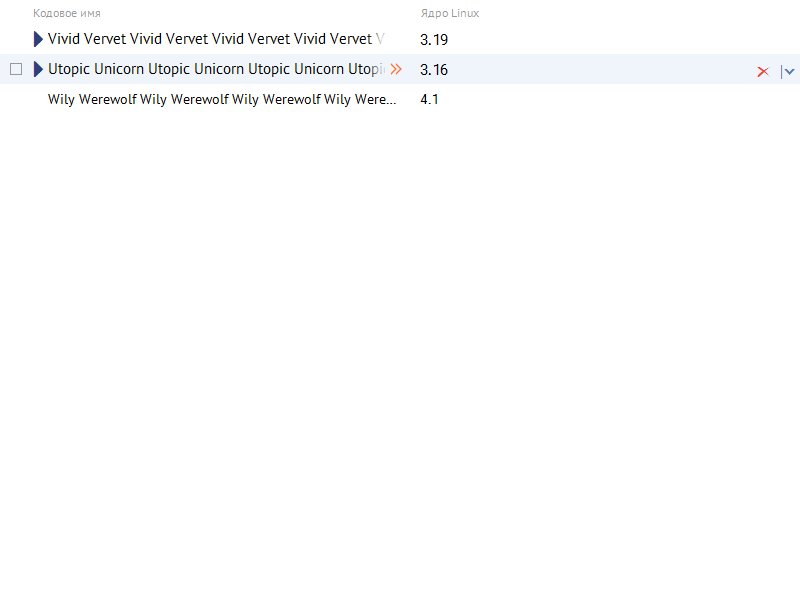 Кодовое имя Ядро Linux
Vivid Vervet Vivid Vervet Vivid Vervet Vivid Vervet V 3.19
Utopic Unicorn Utopic Unicorn Utopic Unicorn Utopi 3.16
Wily Werewolf Wily Werewolf Wily Werewolf Wily Were... 4.1